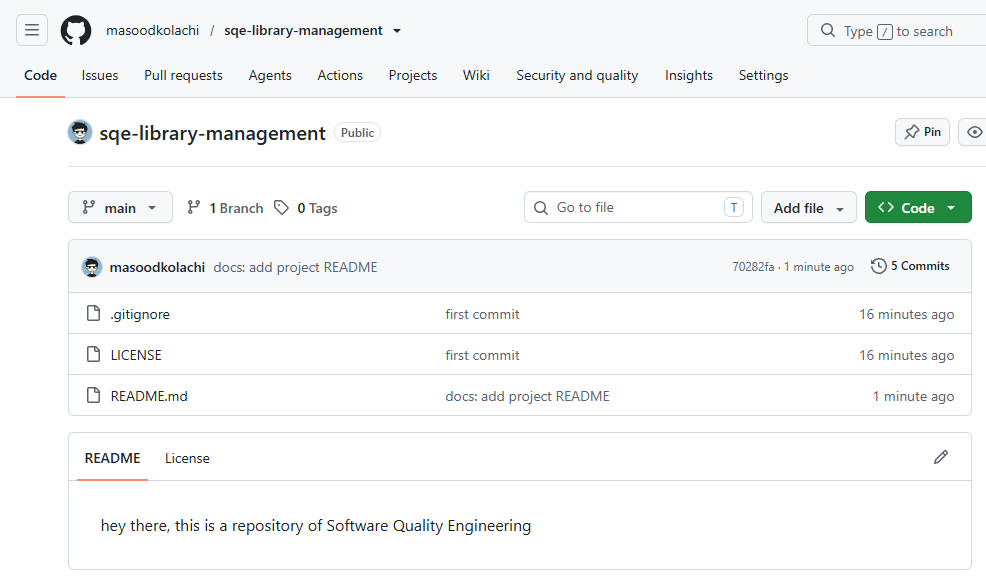 masoodkolachi / sqe-library-management
Type / to search
Code Issues Pull requests Agents Actions Projects Wiki Security and quality Insights Settings
sqe-library-management Public
Pin
main 1 Branch 0 Tags
Go to file T
Add file
Code
masoodkolachi docs: add project README 70282fa · 1 minute ago 5 Commits
.gitignore first commit 16 minutes ago
LICENSE first commit 16 minutes ago
README.md docs: add project README 1 minute ago
README License
hey there, this is a repository of Software Quality Engineering